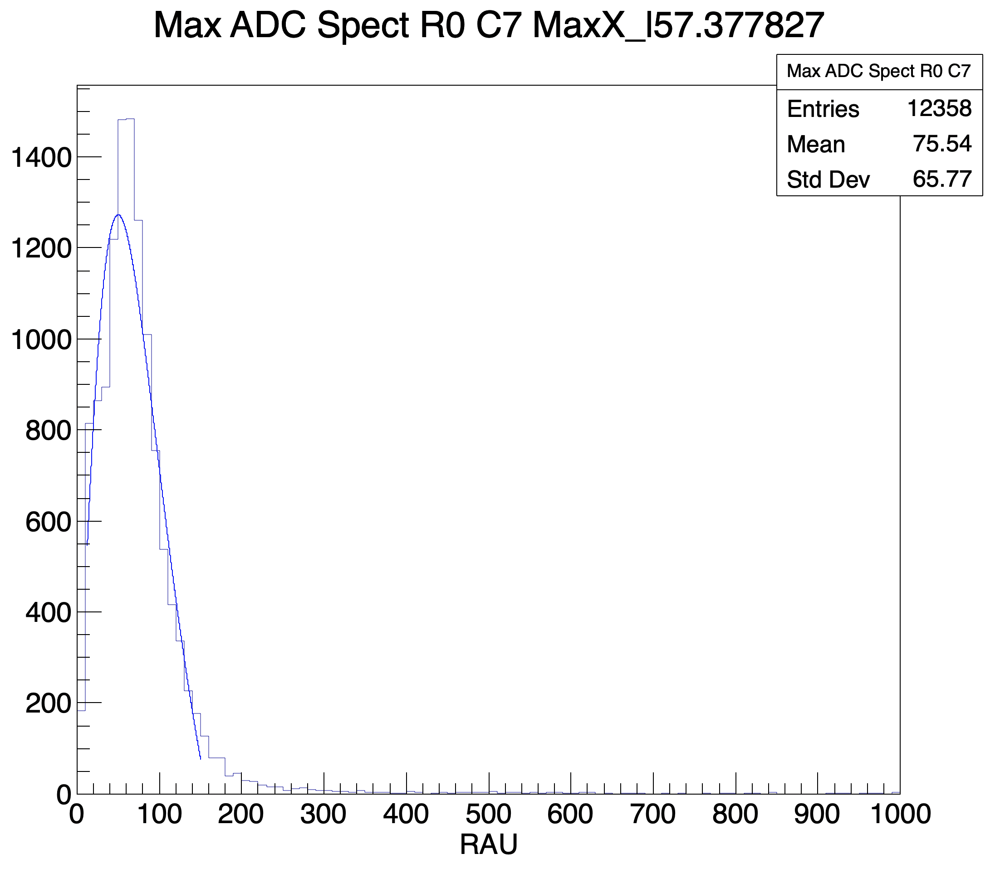 Max ADC Spect R0 C7 MaxX_I57.377827
Max ADC Spect R0 C7
Entries 12358
Mean 75.54
Std Dev 65.77
1400
1200
1000
800
600
400
200
0
0 100 200 300 400 500 600 700 800 900 1000
RAU